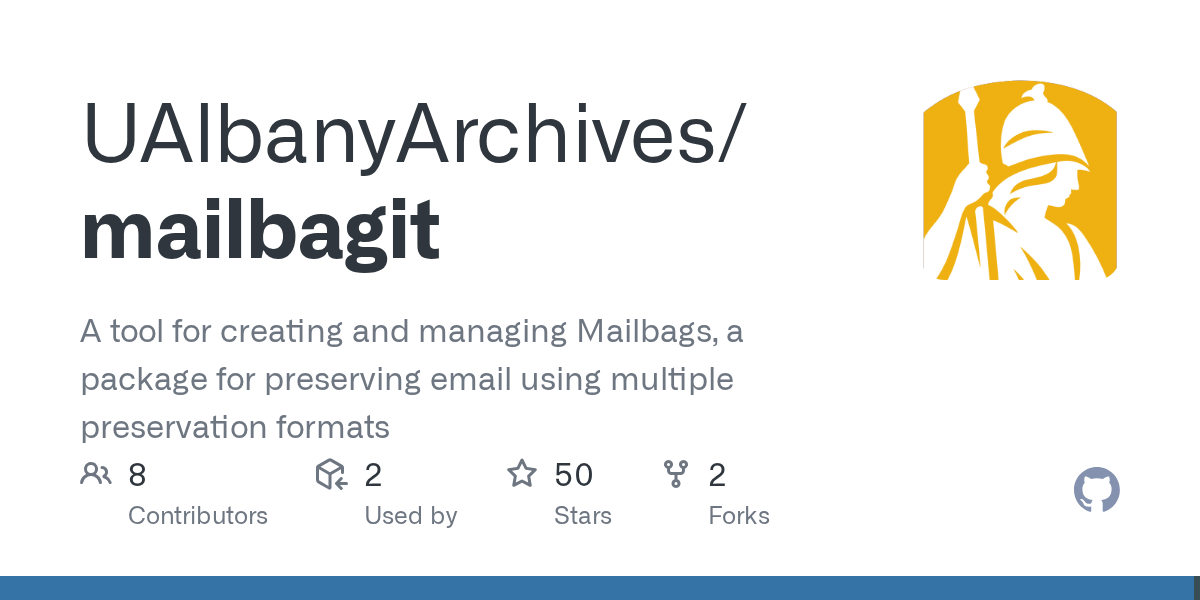 UAlbanyArchives/
mailbagit
A tool for creating and managing Mailbags, a
package for preserving email using multiple
preservation formats
8 2 50 2
Contributors Used by Stars Forks